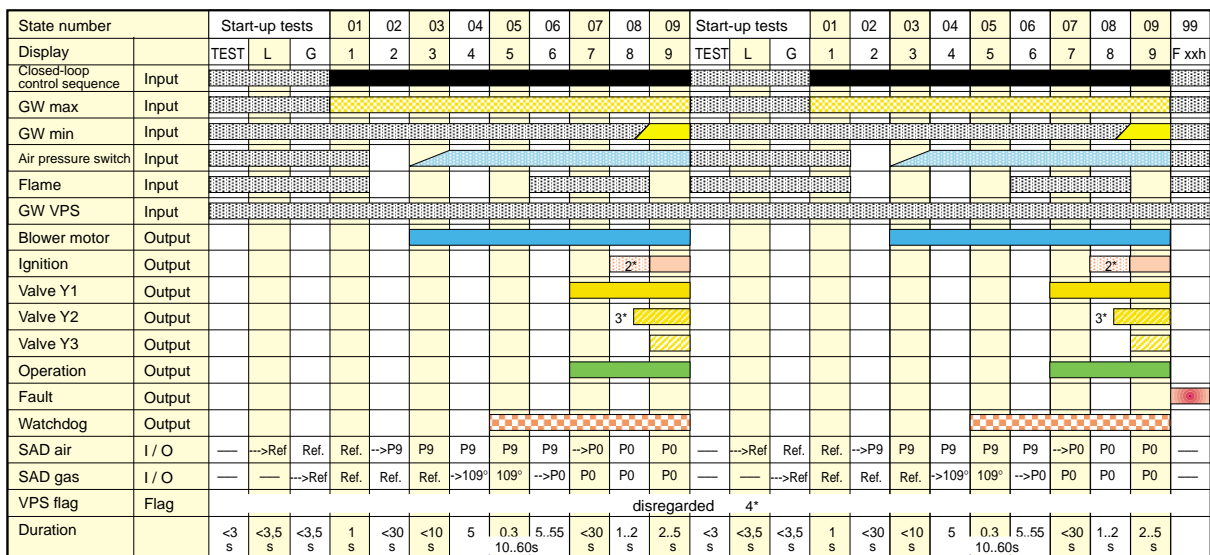 State number Start-up tests 01 02 03 04 05 06 07 08 09 Start-up tests 01 02 03 04 05 06 07 08 09 99
Display TEST L G 1 2 3 4 5 6 7 8 9 TEST L G 1 2 3 4 5 6 7 8 9 F xxh
Closed-loop
control sequence Input
GW max Input
GW min Input
Air pressure switch Input
Flame Input
GW VPS Input
Blower motor Output
Ignition Output 2* 2*
Valve Y1 Output
Valve Y2 Output 3* 3*
Valve Y3 Output
Operation Output
Fault Output
Watchdog Output
SAD air I / O — --->Ref Ref. Ref. -->P9 P9 P9 P9 P9 -->P0 P0 P0 — --->Ref Ref. Ref. -->P9 P9 P9 P9 P9 -->P0 P0 P0 —
SAD gas I / O — — --->Ref Ref. Ref. Ref. ->109° 109° -->P0 P0 P0 P0 — — --->Ref Ref. Ref. Ref. ->109° 109° -->P0 P0 P0 P0 —
VPS flag Flag disregarded 4*
Duration <3 <3,5 <3,5 1 <30 <10 5 0.3 5..55 <30 1..2 2..5 <3 <3,5 <3,5 1 <30 <10 5 0.3 5.55 <30 1..2 2..5
s s s s s s 10..60s s s s s s s s s s 10..60s s s s